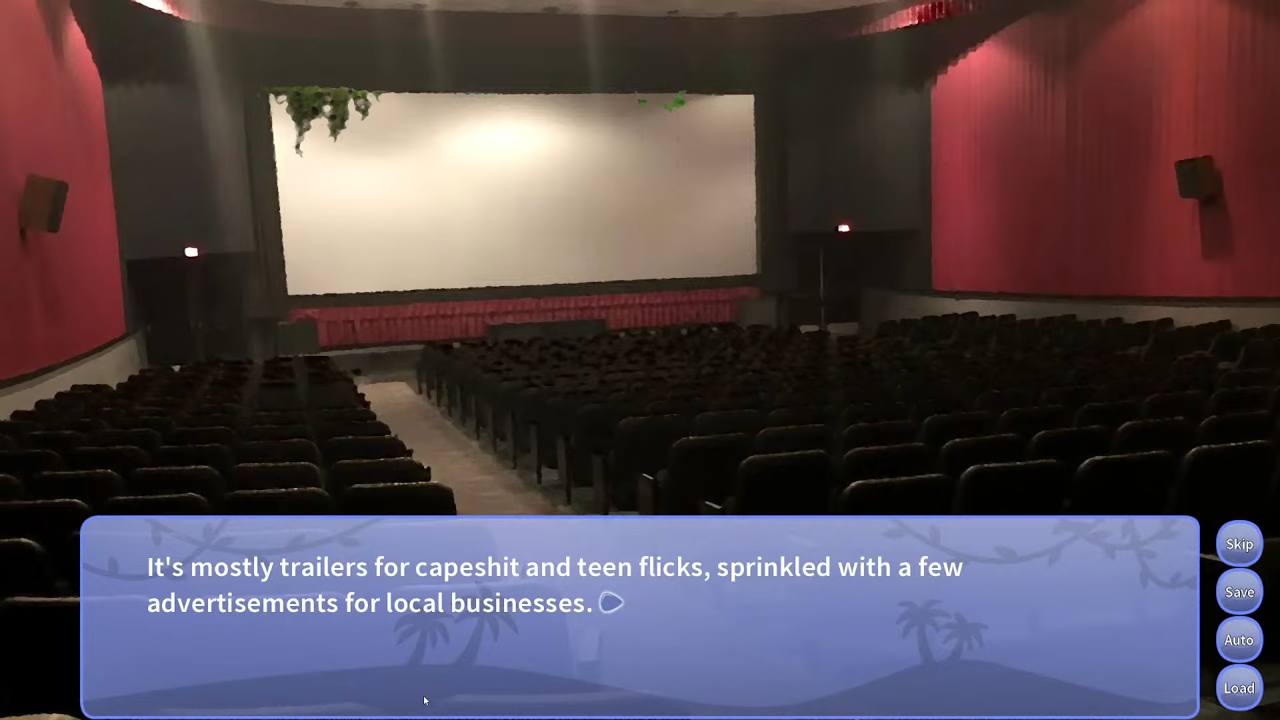 It's mostly trailers for capeshit and teen flicks, sprinkled with a few
advertisements for local businesses.
Skip
Save
Auto
Load